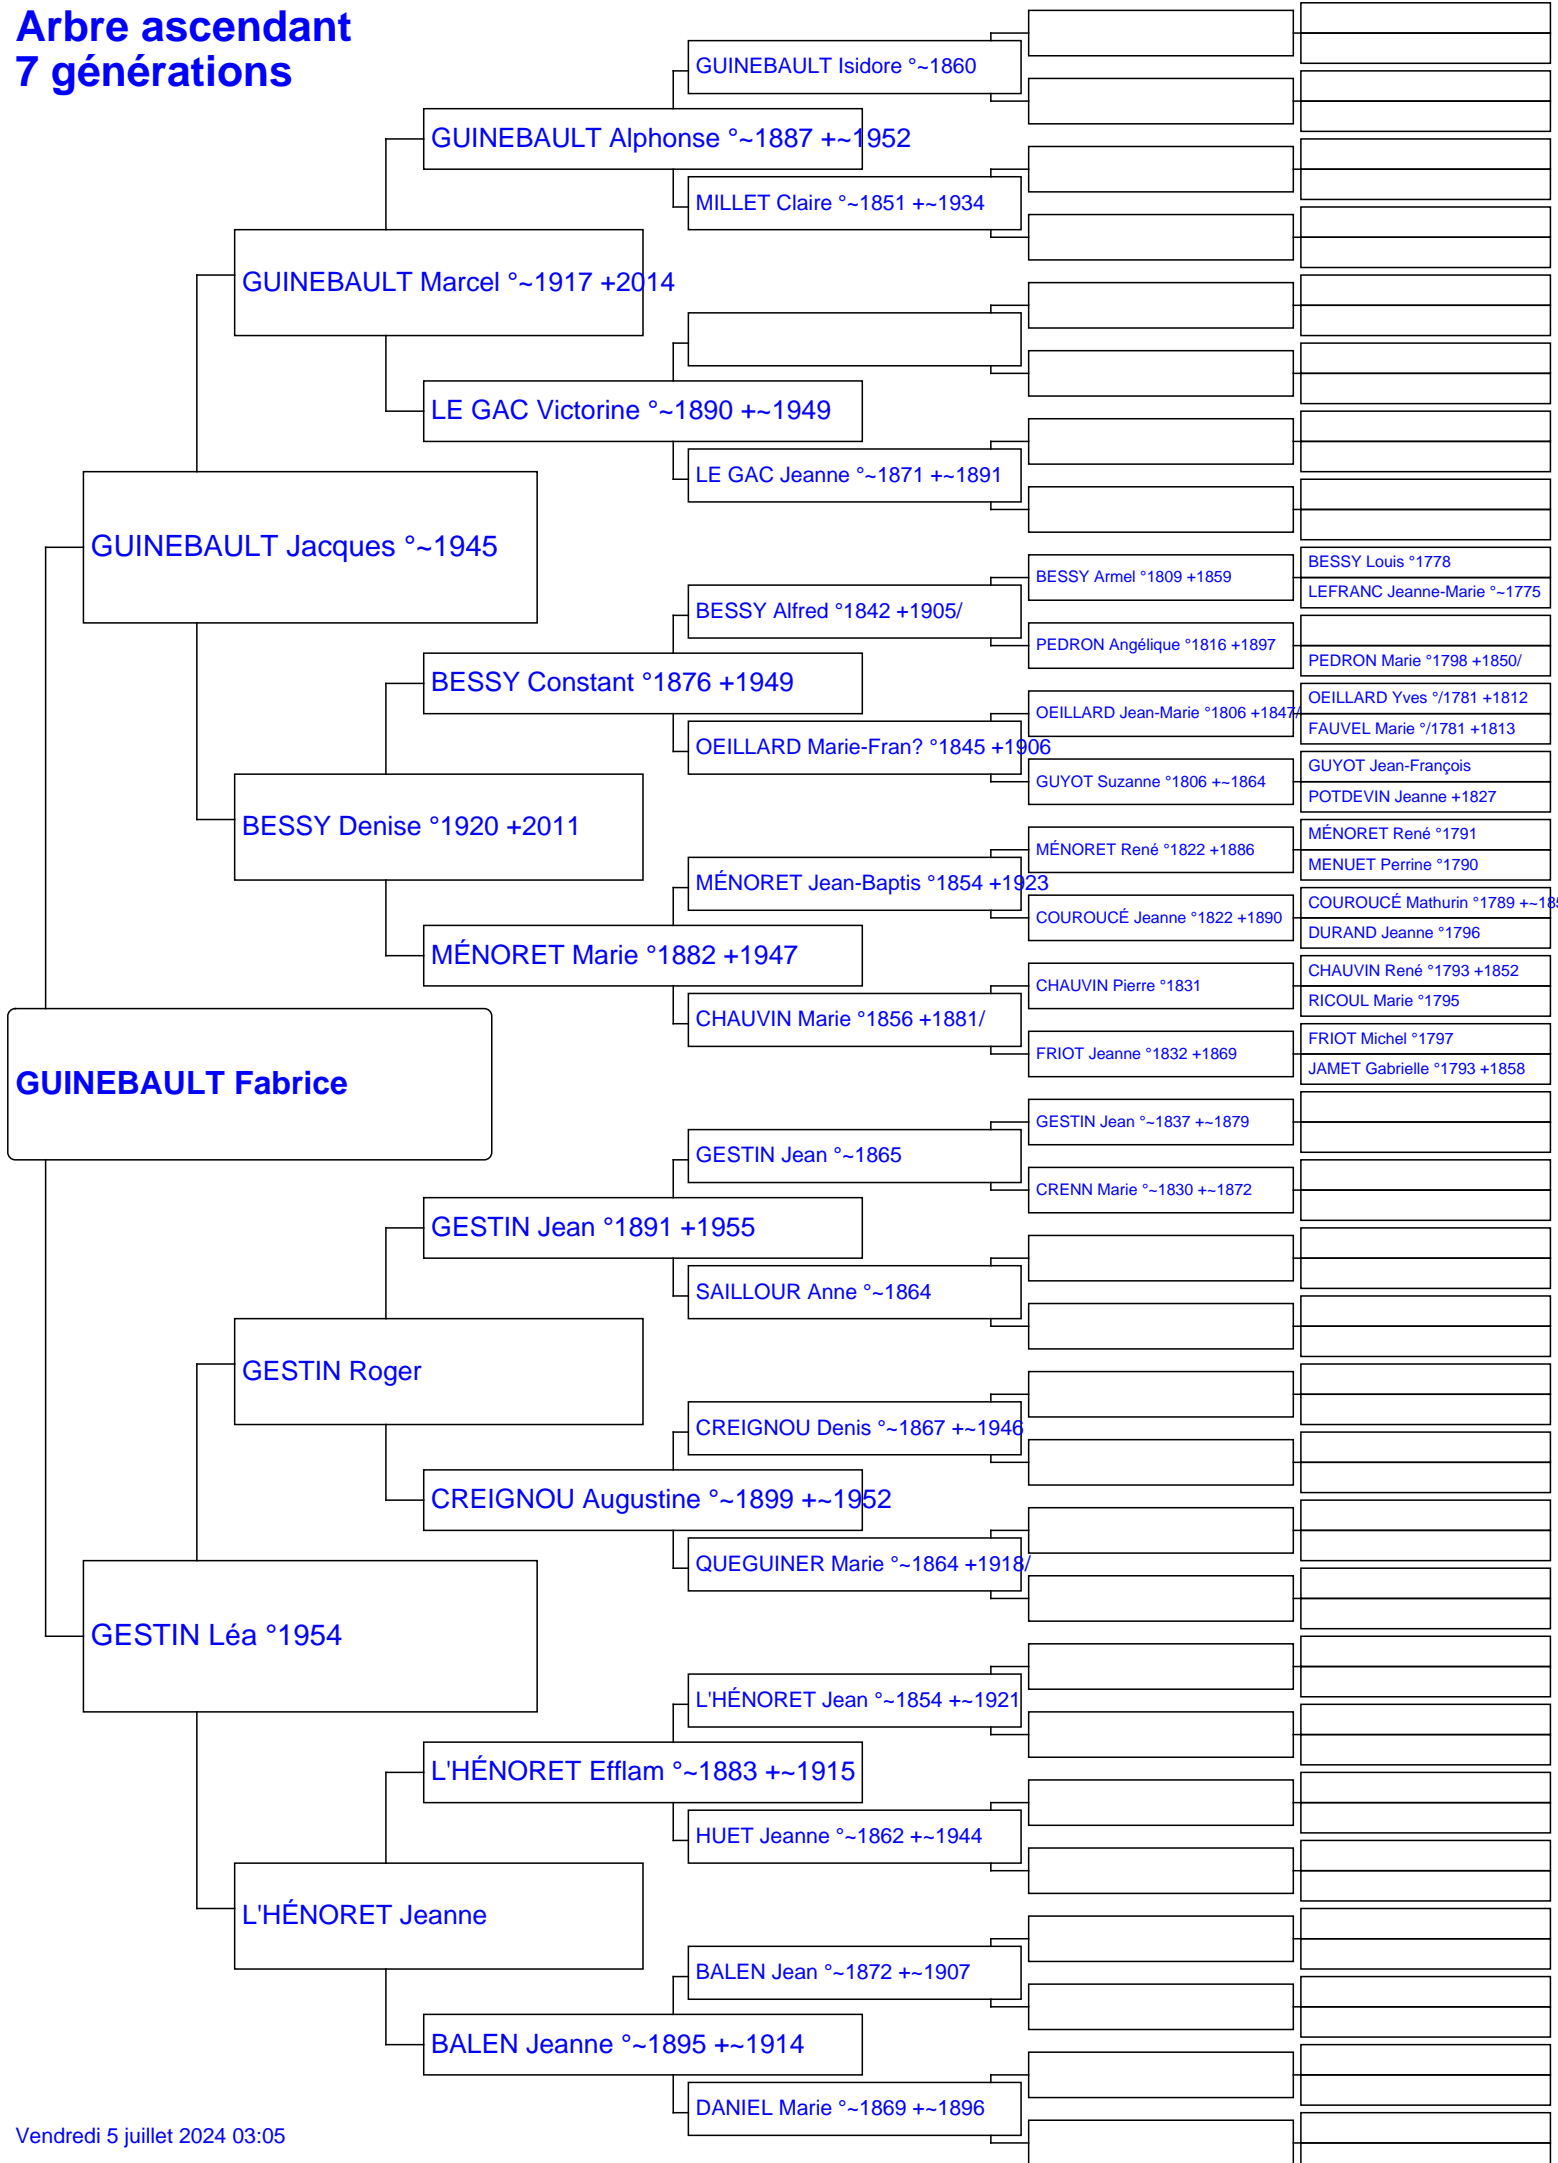 Arbre ascendant
7 générations
GUINEBAULT Isidore °~1860
GUINEBAULT Alphonse °~1887 +~1952
MILLET Claire °~1851 +~1934
GUINEBAULT Marcel °~1917 +2014
LE GAC Victorine °~1890 +~1949
LE GAC Jeanne °~1871 +~1891
GUINEBAULT Jacques °~1945
BESSY Louis °1778
BESSY Armel °1809 +1859
LEFRANC Jeanne-Marie °~1775
BESSY Alfred °1842 +1905/
PEDRON Angélique °1816 +1897
PEDRON Marie °1798 +1850/
BESSY Constant °1876 +1949
OEILLARD Yves °/1781 +1812
OEILLARD Jean-Marie °1806 +1847/
FAUVEL Marie °/1781 +1813
OEILLARD Marie-Fran? °1845 +1906
GUYOT Jean-François
GUYOT Suzanne °1806 +~1864
POTDEVIN Jeanne +1827
BESSY Denise °1920 +2011
MÉNORET René °1791
MÉNORET René °1822 +1886
MENUET Perrine °1790
MÉNORET Jean-Baptis °1854 +1923
COUROUCÉ Mathurin °1789 +~185
COUROUCÉ Jeanne °1822 +1890
DURAND Jeanne °1796
MÉNORET Marie °1882 +1947
CHAUVIN René °1793 +1852
CHAUVIN Pierre °1831
RICOUL Marie °1795
CHAUVIN Marie °1856 +1881/
FRIOT Michel °1797
FRIOT Jeanne °1832 +1869
JAMET Gabrielle °1793 +1858
GUINEBAULT Fabrice
GESTIN Jean °~1837 +~1879
GESTIN Jean °~1865
CRENN Marie °~1830 +~1872
GESTIN Jean °1891 +1955
SAILLOUR Anne °~1864
GESTIN Roger
CREIGNOU Denis °~1867 +~1946
CREIGNOU Augustine °~1899 +~1952
QUEGUINER Marie °~1864 +1918/
GESTIN Léa °1954
L'HÉNORET Jean °~1854 +~1921
L'HÉNORET Efflam °~1883 +~1915
HUET Jeanne °~1862 +~1944
L'HÉNORET Jeanne
BALEN Jean °~1872 +~1907
BALEN Jeanne °~1895 +~1914
DANIEL Marie °~1869 +~1896
Vendredi 5 juillet 2024 03:05